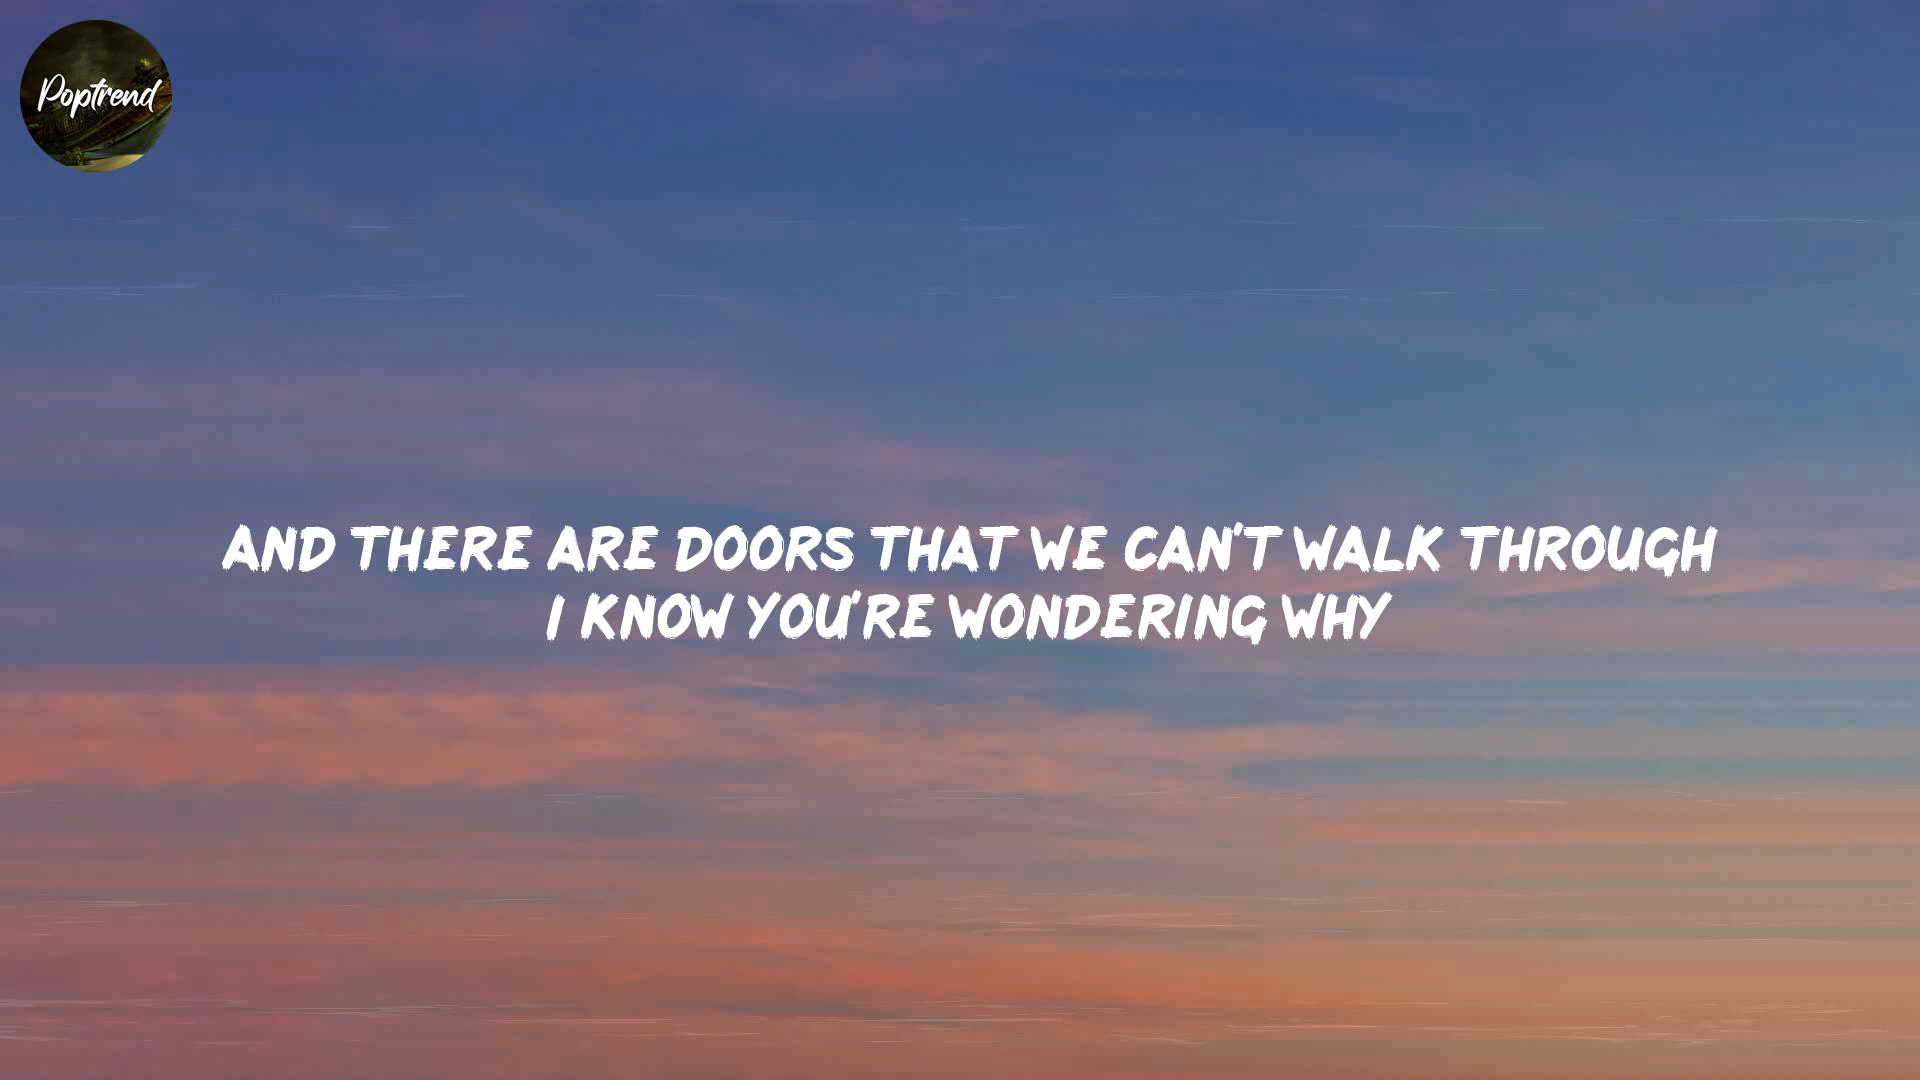 Poptrend
AND THERE ARE DOORS THAT WE CAN'T WALK THROUGH
I KNOW YOU'RE WONDERING WHY